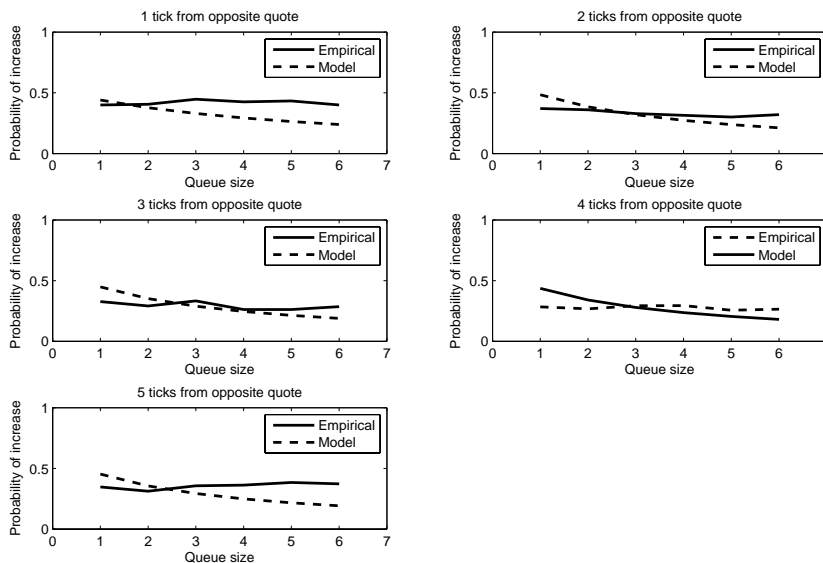 1 tick from opposite quote
1
0.5
0
Probability of increase
Empirical
Model
0 1 2 3 4 5 6 7
Queue size
2 ticks from opposite quote
1
0.5
0
Probability of increase
Empirical
Model
0 1 2 3 4 5 6
Queue size
3 ticks from opposite quote
1
0.5
0
Probability of increase
Empirical
Model
0 1 2 3 4 5 6 7
Queue size
4 ticks from opposite quote
1
0.5
0
Probability of increase
Empirical
Model
0 1 2 3 4 5 6
Queue size
5 ticks from opposite quote
1
0.5
0
Probability of increase
Empirical
Model
0 1 2 3 4 5 6 7
Queue size